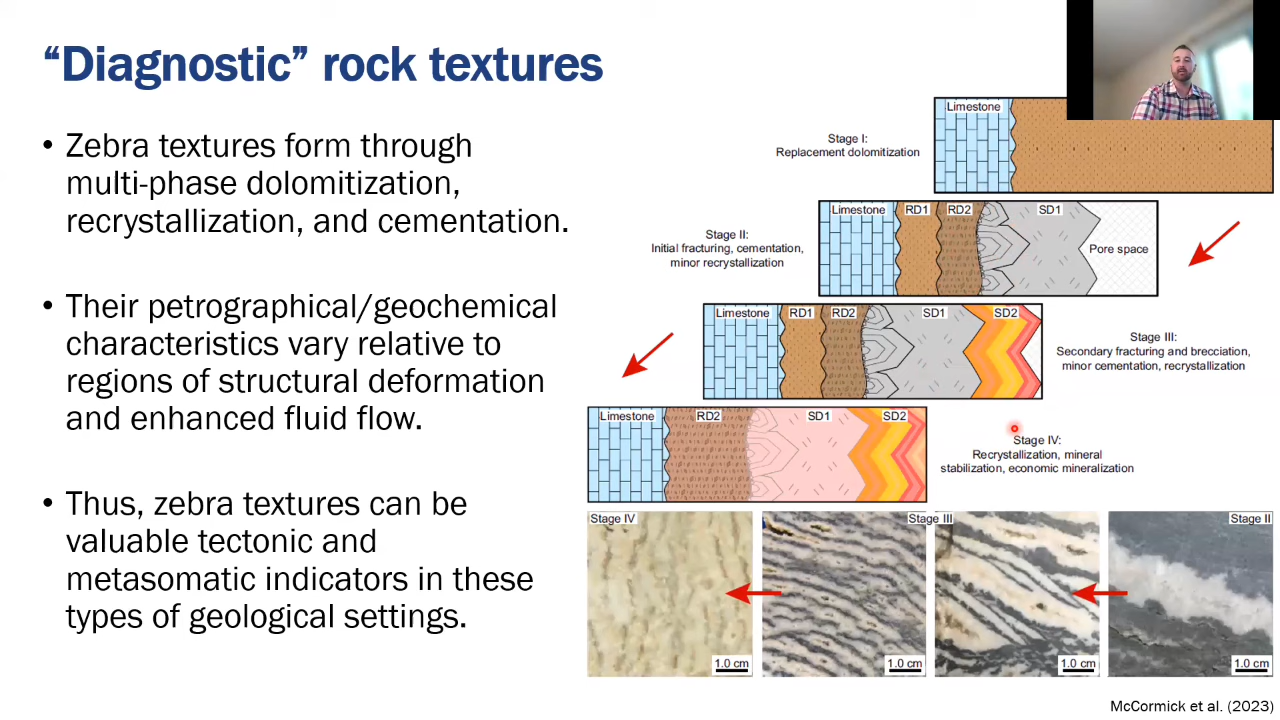 “Diagnostic” rock textures
• Zebra textures form through
multi-phase dolomitization,
recrystallization, and cementation.
• Their petrographical/geochemical
characteristics vary relative to
regions of structural deformation
and enhanced fluid flow.
• Thus, zebra textures can be
valuable tectonic and
metasomatic indicators in these
types of geological settings.
Stage I:
Replacement dolomitization
Limestone
Stage II:
Initial fracturing, cementation,
minor recrystallization
Limestone RD1 RD2 SD1
Pore space
Limestone RD1 RD2 SD1 SD2
Stage III:
Secondary fracturing and brecciation,
minor cementation, recrystallization
Limestone RD2 SD1 SD2
Stage IV:
Recrystallization, mineral
stabilization, economic mineralization
Stage IV Stage III Stage II
1.0 cm 1.0 cm 1.0 cm 1.0 cm
McCormick et al. (2023)